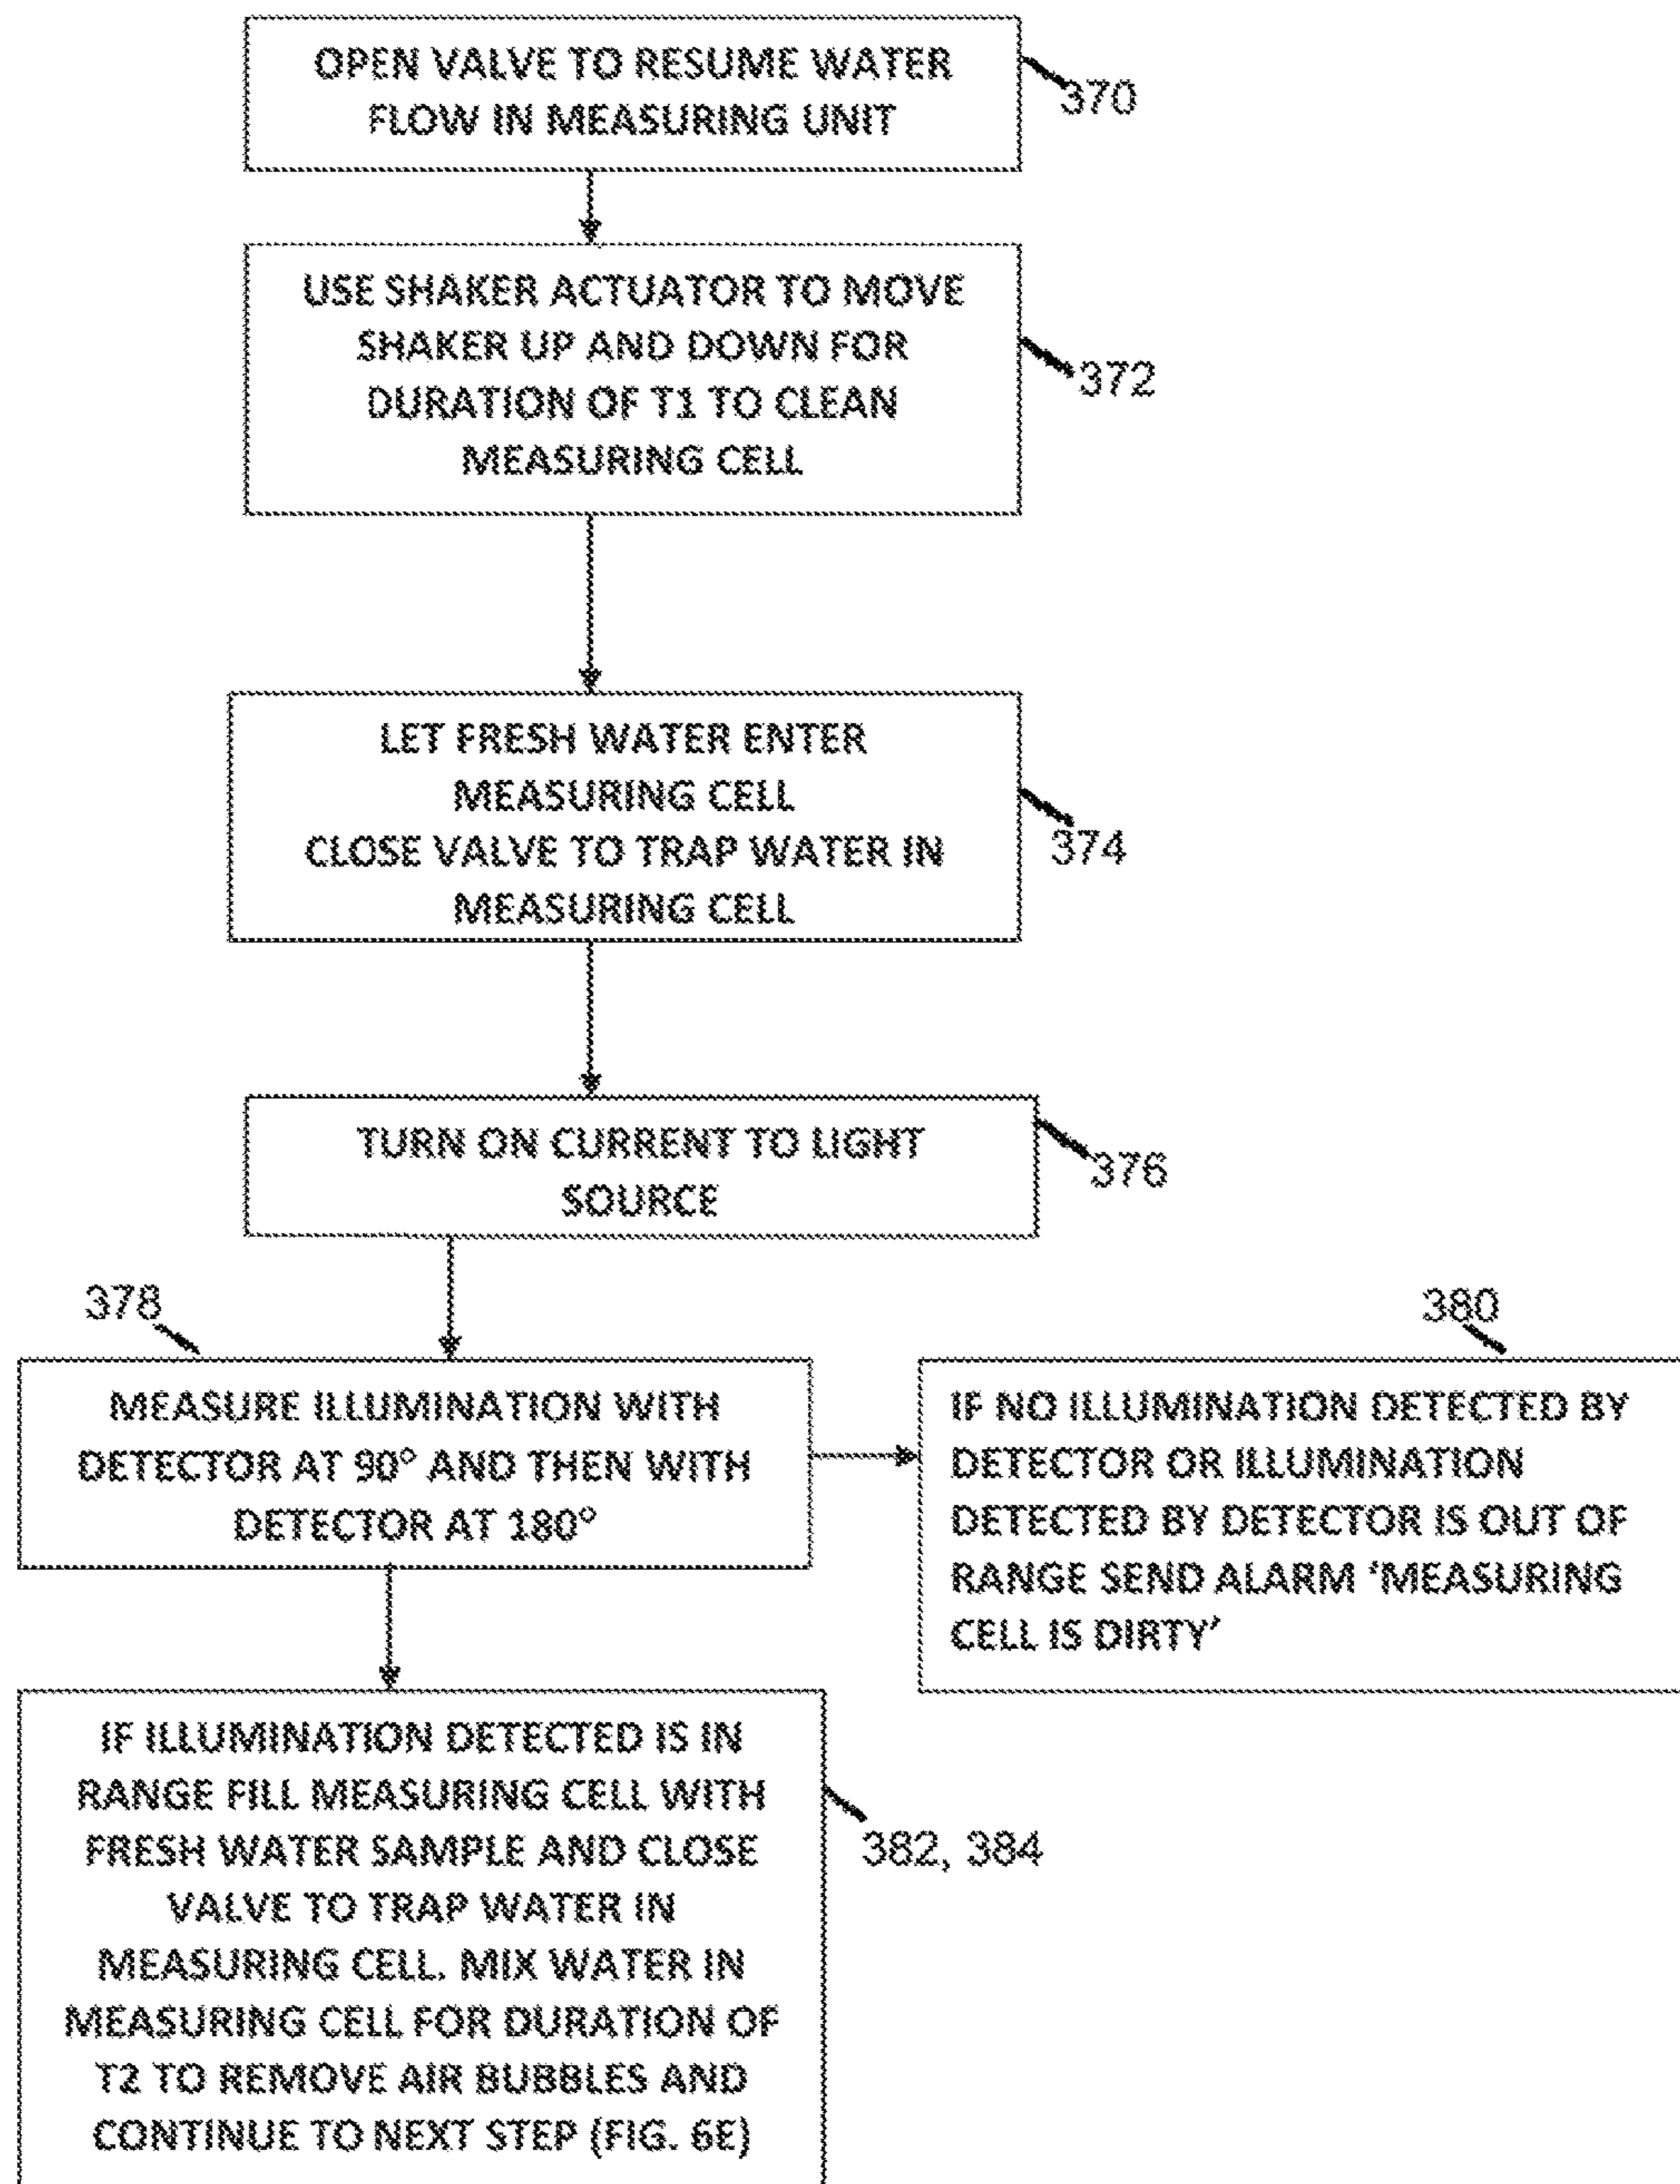 OPEN VALVE TO RESUME WATER
FLOW IN MEASURING UNIT
370
USE SHAKER ACTUATOR TO MOVE
SHAKER UP AND DOWN FOR
DURATION OF T1 TO CLEAN
MEASURING CELL
372
LET FRESH WATER ENTER
MEASURING CELL
CLOSE VALVE TO TRAP WATER IN
MEASURING CELL
374
TURN ON CURRENT TO LIGHT
SOURCE
376
378
MEASURE ILLUMINATION WITH
DETECTOR AT 90° AND THEN WITH
DETECTOR AT 180°
380
IF NO ILLUMINATION DETECTED BY
DETECTOR OR ILLUMINATION
DETECTED BY DETECTOR IS OUT OF
RANGE SEND ALARM ‘MEASURING
CELL IS DIRTY’
IF ILLUMINATION DETECTED IS IN
RANGE FILL MEASURING CELL WITH
FRESH WATER SAMPLE AND CLOSE
VALVE TO TRAP WATER IN
MEASURING CELL. MIX WATER IN
MEASURING CELL FOR DURATION OF
T2 TO REMOVE AIR BUBBLES AND
CONTINUE TO NEXT STEP (FIG. 6E)
382, 384